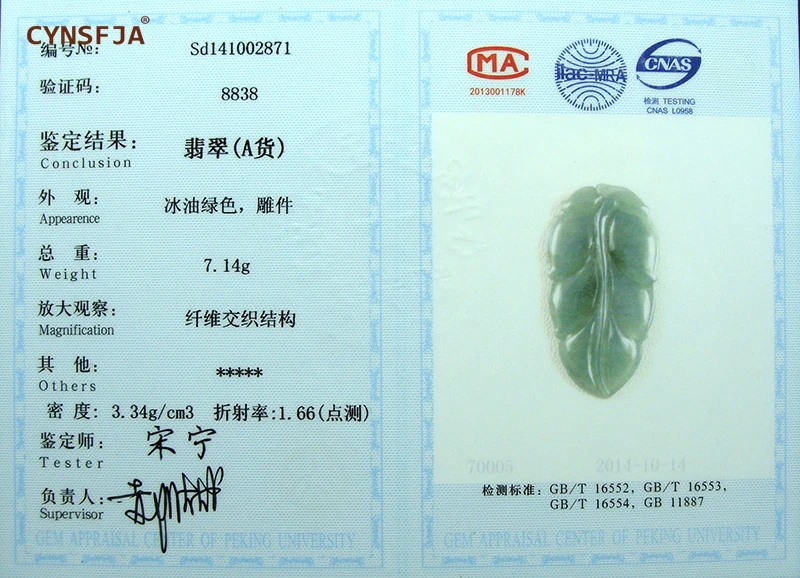 CYNSFJA®
编号№: Sd141002871
验证码: 8838
鉴定结果: 翡翠(A货)
Conclusion
外 观: 冰油绿色，雕件
Appearence
总 重: 7.14g
Weight
放大观察: 纤维交织结构
Magnification
其 他: *****
Others
密 度: 3.34g/cm3 折射率:1.66(点测)
鉴定师: 宋宁
Tester
负责人:
Supervisor
GEM APPRAISAL CENTER OF PEKING UNIVERSITY
MA
2013001178K
ilac-MRA
CNAS
检测 TESTING
CNAS L0958
70005 2014-10-14
检测标准: GB/T 16552, GB/T 16553,
GB/T 16554, GB 11887
GEM APPRAISAL CENTER OF PEKING UNIVERSITY